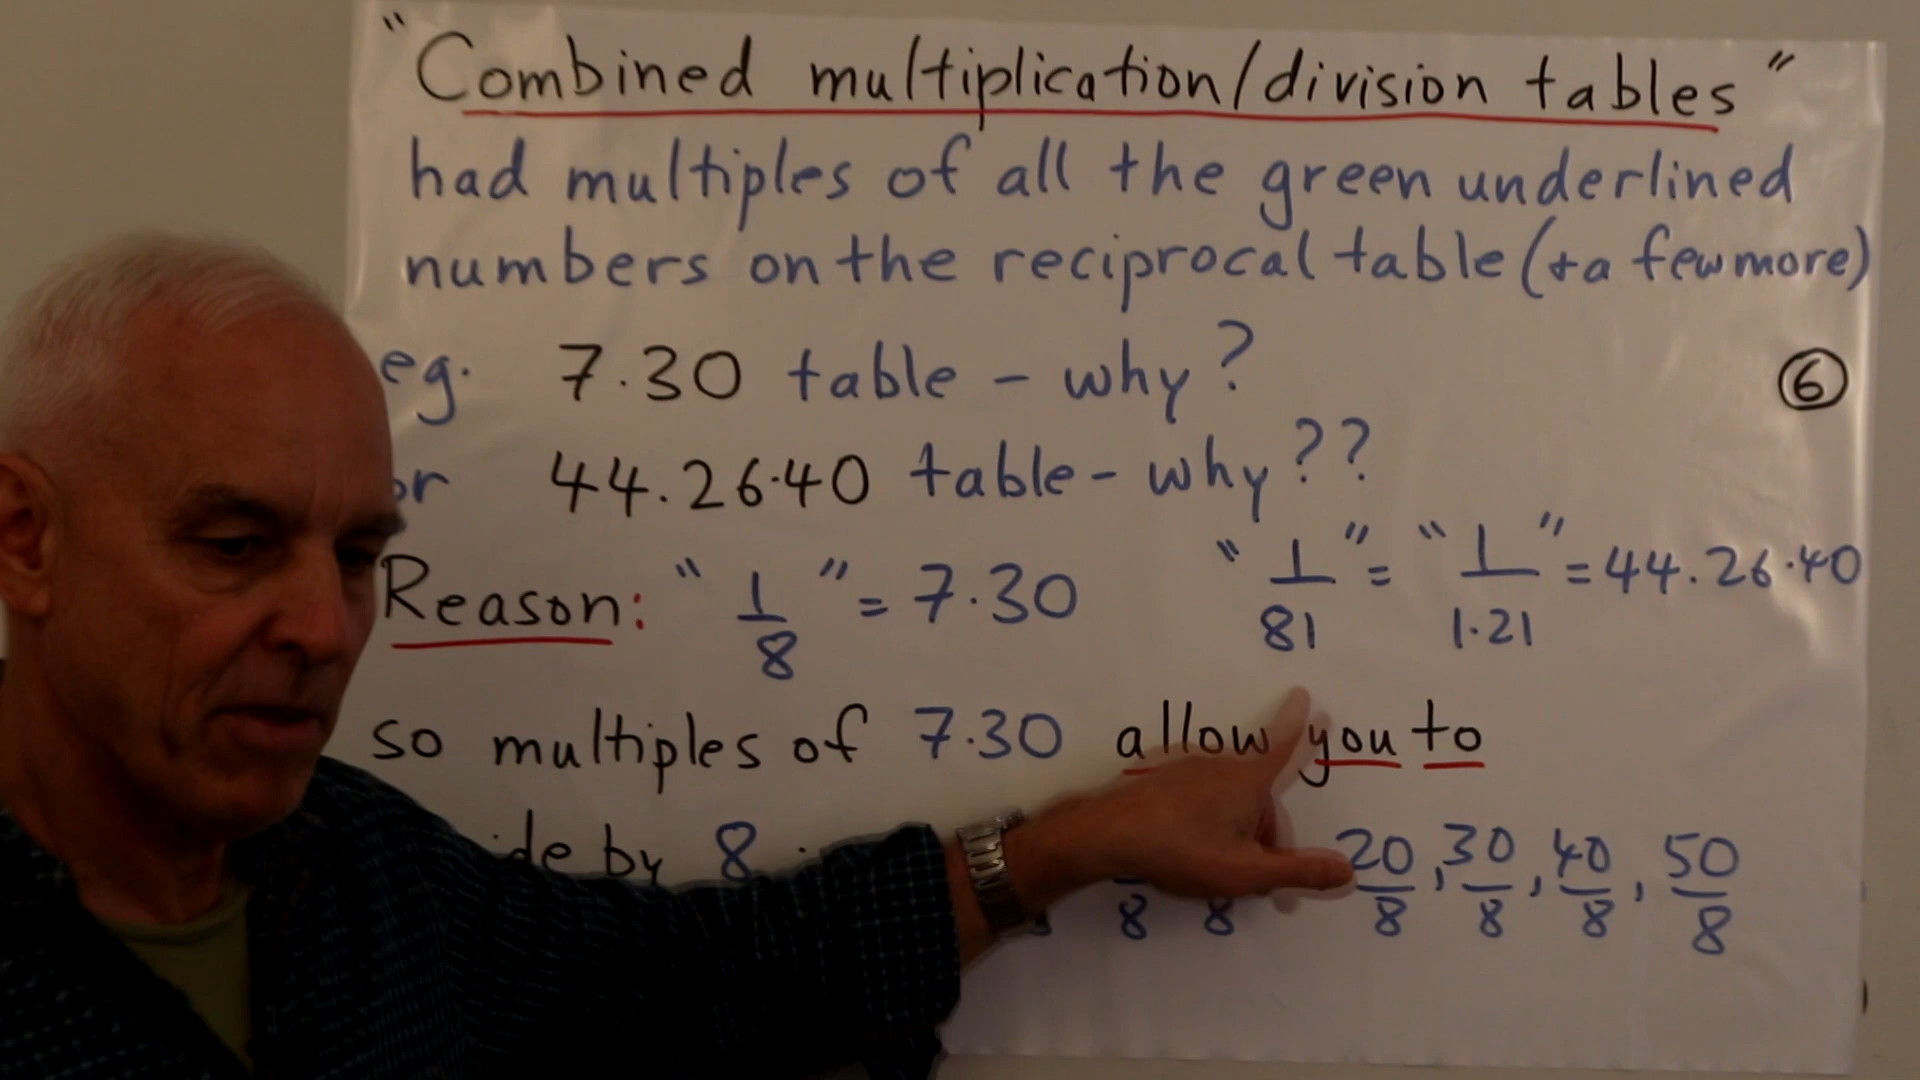 "Combined multiplication/division tables"
had multiples of all the green underlined
numbers on the reciprocal table (+a few more)
eg. 7.30 table - why?
6
or 44.26.40 table - why??
Reason: "1/8" = 7.30 "1/81" = "1/1.21" = 44.26.40
so multiples of 7.30 allow you to
by 8 20/8, 30/8, 40/8, 50/8